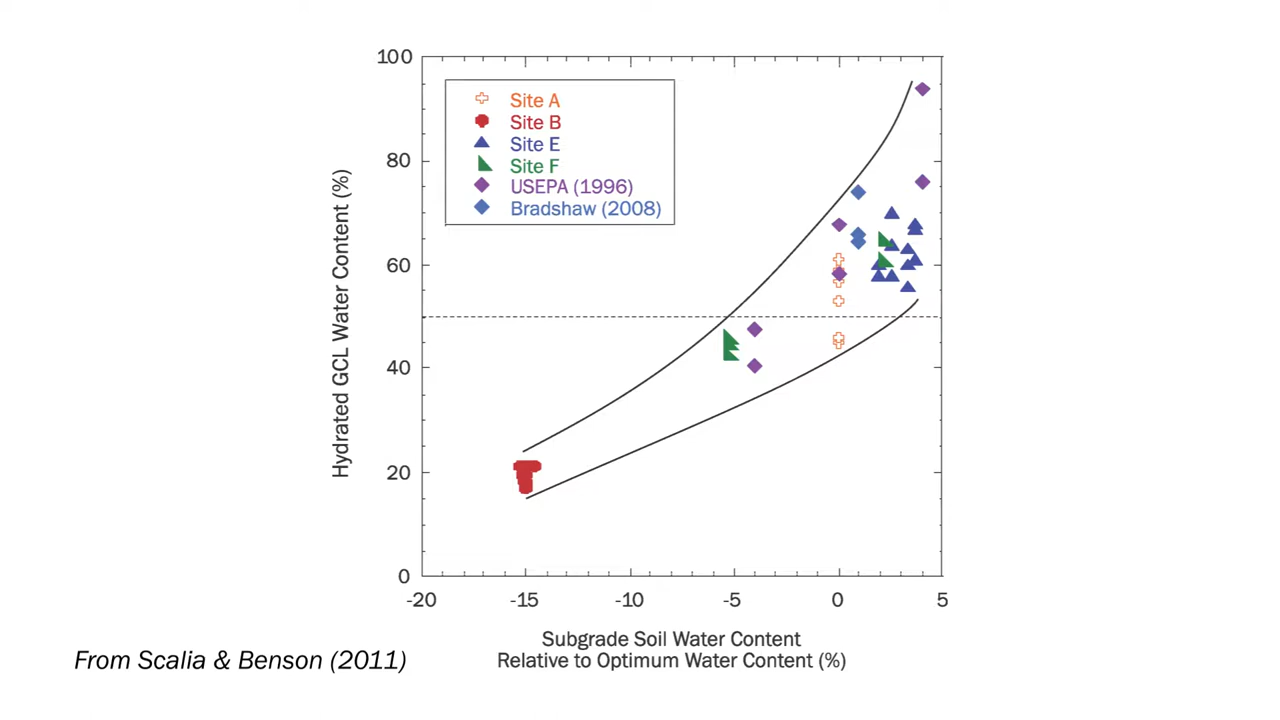 100
80
60
40
20
0
Hydrated GCL Water Content (%)
Site A
Site B
Site E
Site F
USEPA (1996)
Bradshaw (2008)
-20 -15 -10 -5 0 5
Subgrade Soil Water Content
Relative to Optimum Water Content (%)
From Scalia & Benson (2011)